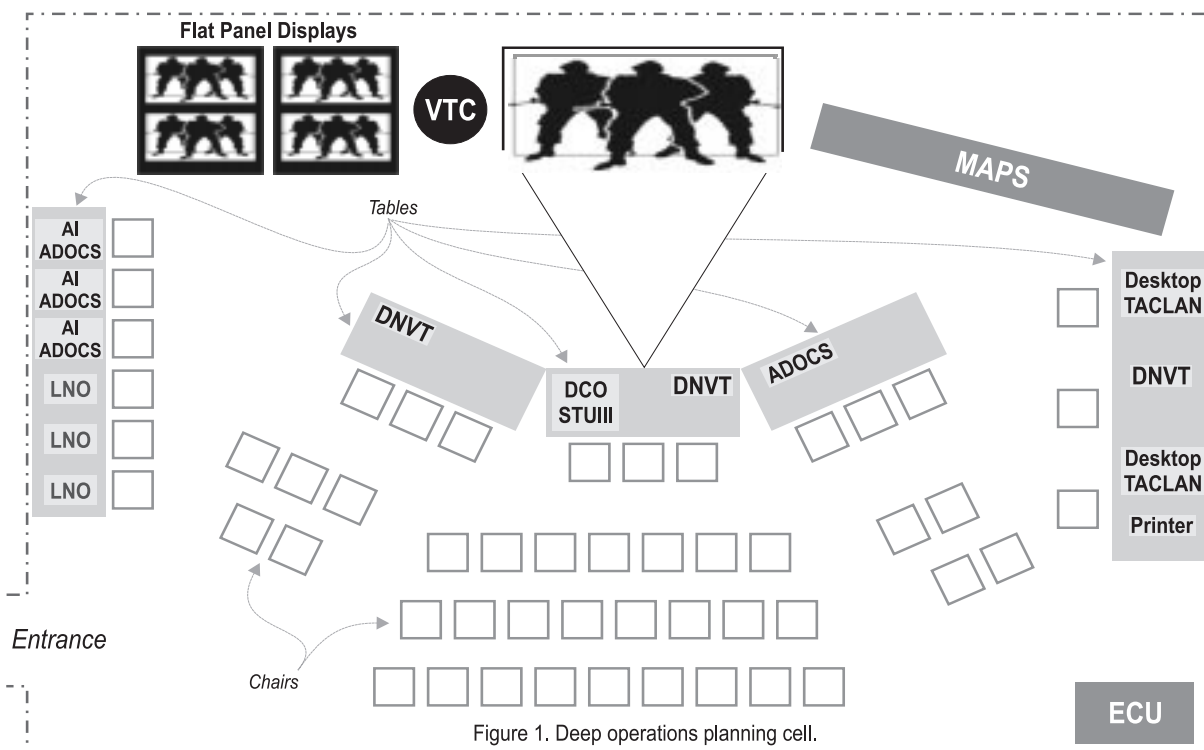 Flat Panel Displays
VTC
MAPS
Tables
AI
ADOCS
AI
ADOCS
AI
ADOCS
LNO
LNO
LNO
DNVT
DCO
STUIII
DNVT
ADOCS
Desktop
TACLAN
DNVT
Desktop
TACLAN
Printer
Entrance
Chairs
ECU
Figure 1. Deep operations planning cell.